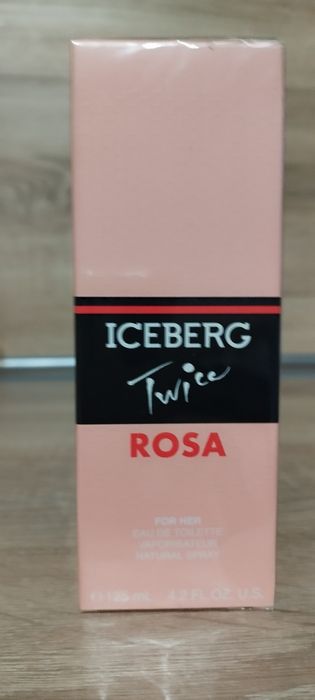 ICEBERG
Twice
ROSA
FOR HER
EAU DE TOILETTE
VAPORISATEUR
NATURAL SPRAY
℮125 mL 4.2 FL.OZ. U.S.